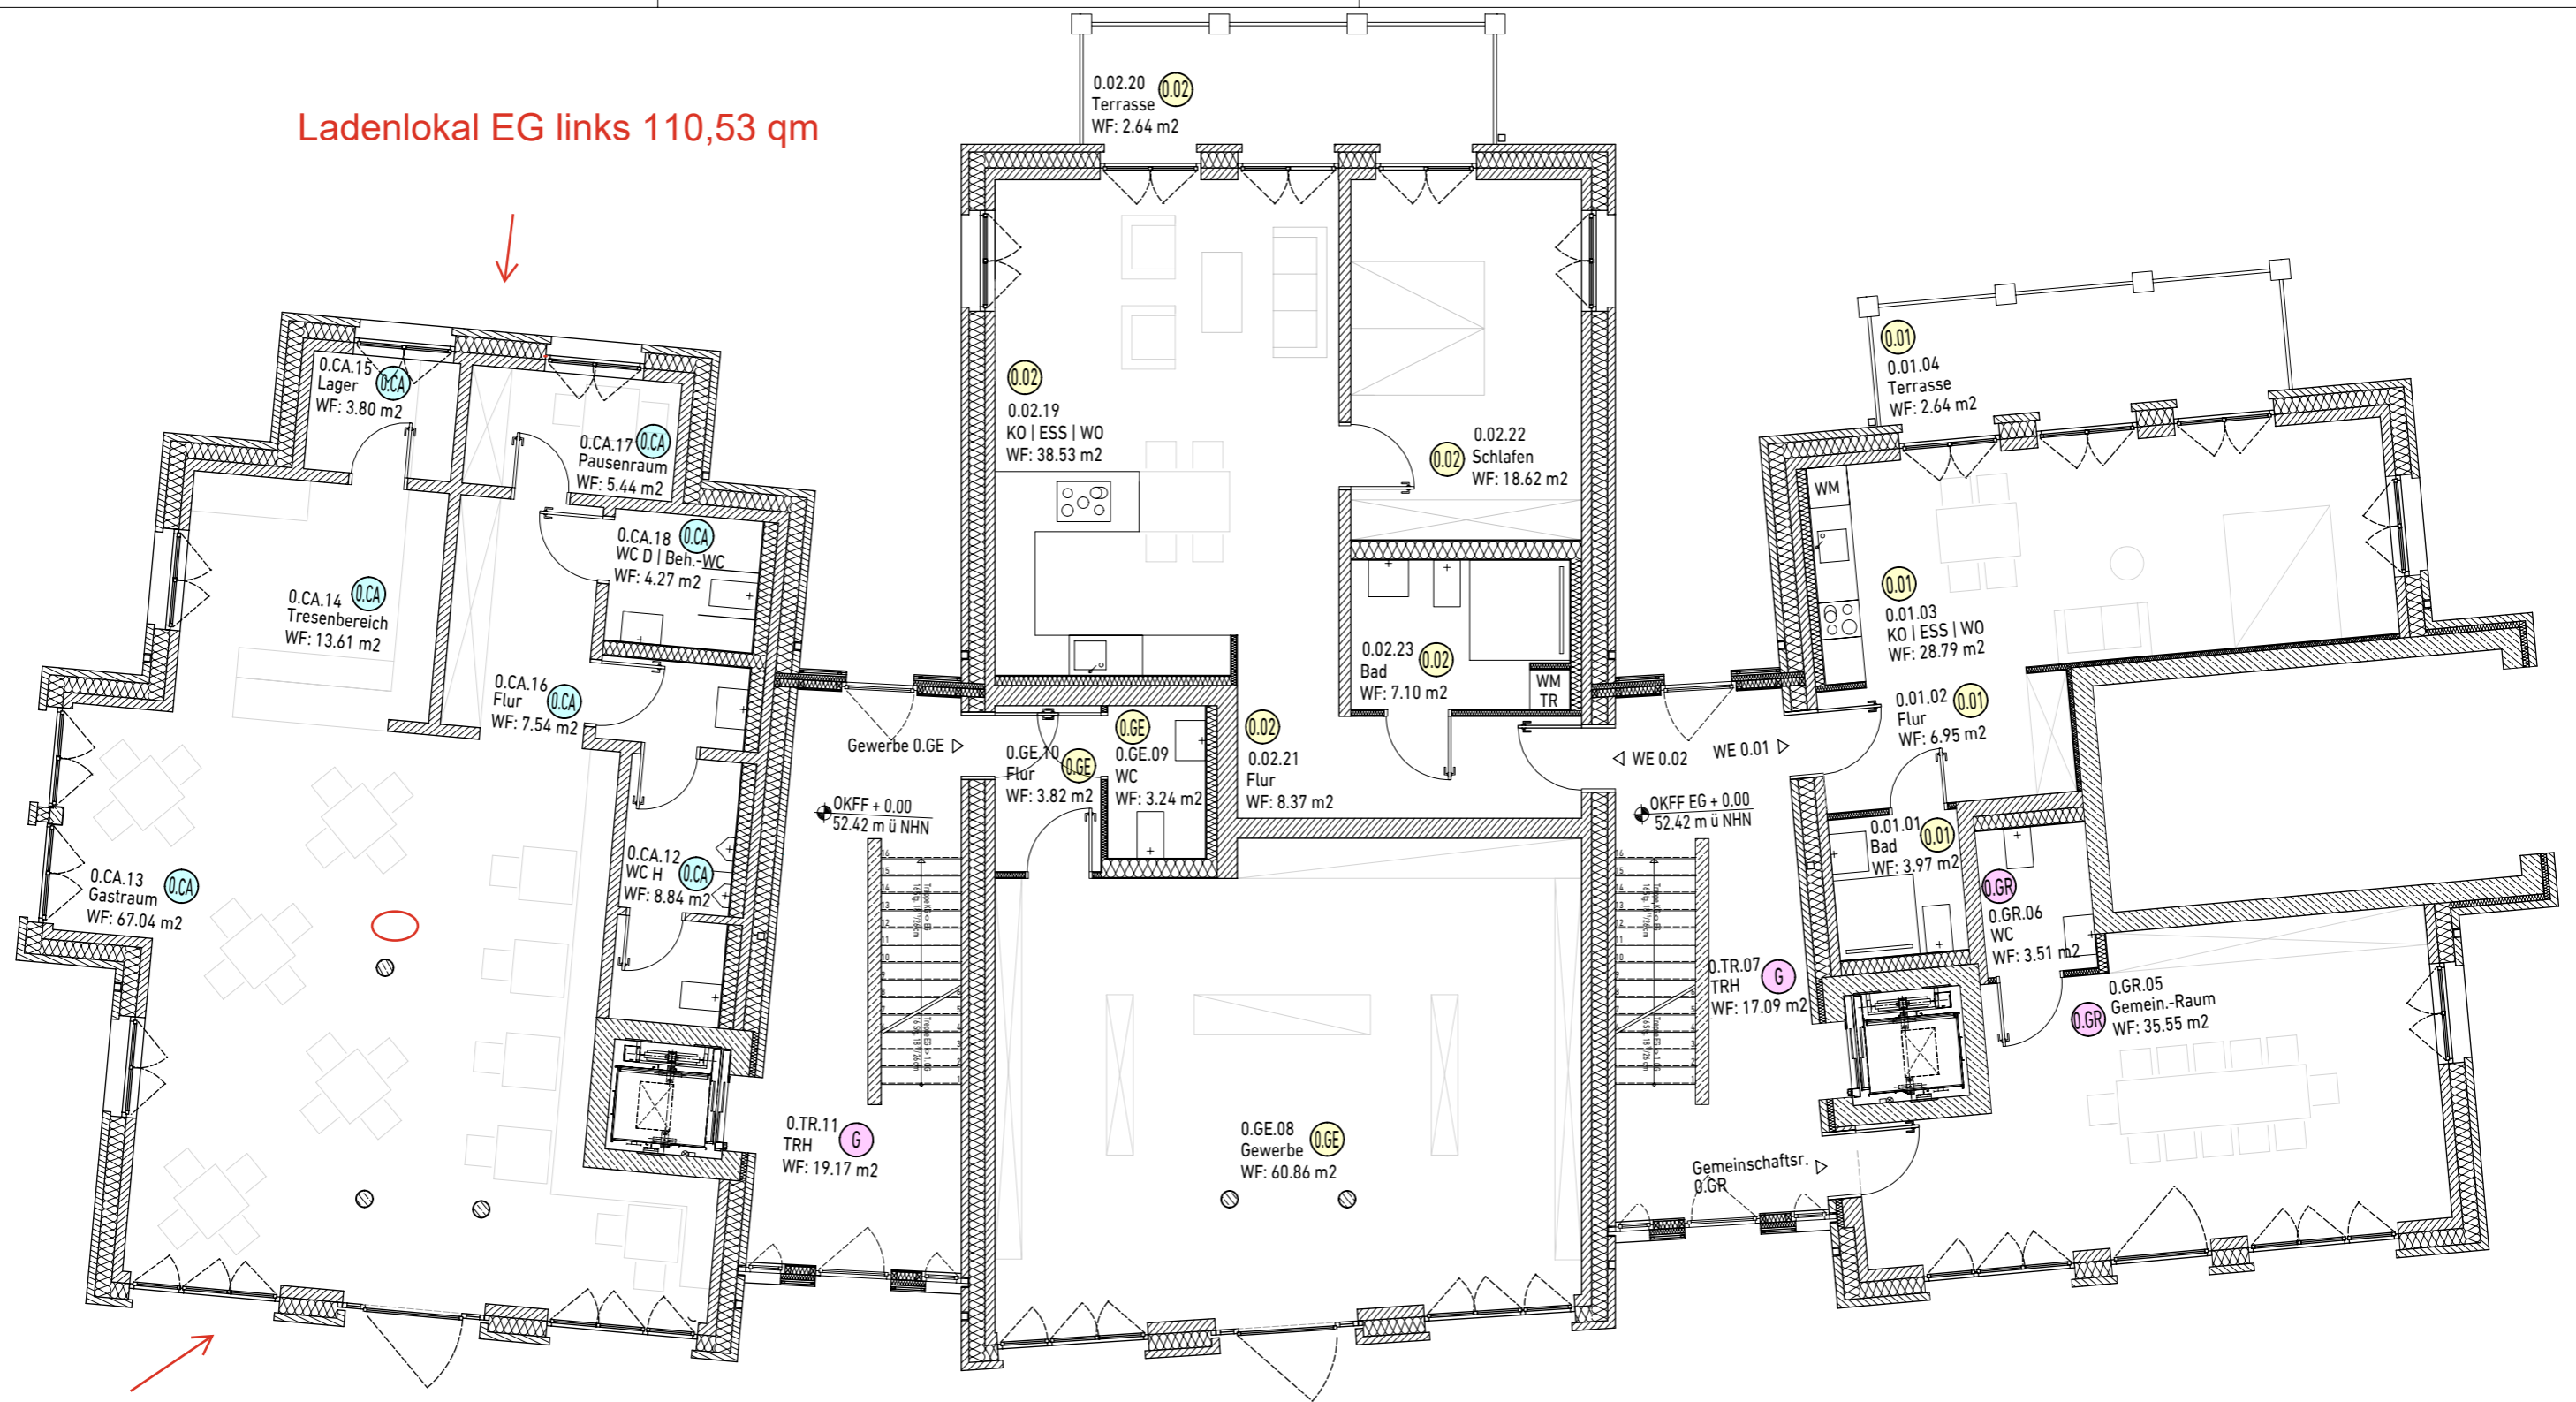 Ladenlokal EG links 110,53 qm
0.02.20
Terrasse
WF: 2.64 m2
0.02
0.CA.15
Lager
WF: 3.80 m2
0.CA
0.CA.17
Pausenraum
WF: 5.44 m2
0.CA
0.CA.18
WC D | Beh.-WC
WF: 4.27 m2
0.CA
0.CA.14
Tresenbereich
WF: 13.61 m2
0.CA
0.CA.16
Flur
WF: 7.54 m2
0.CA
0.CA.13
Gastraum
WF: 67.04 m2
0.CA
0.CA.12
WC H
WF: 8.84 m2
0.CA
Gewerbe 0.GE
OKFF + 0.00
52.42 m ü NHN
0.TR.11
TRH
WF: 19.17 m2
G
0.02
0.02.19
KO | ESS | WO
WF: 38.53 m2
0.02
0.02.22
Schlafen
WF: 18.62 m2
0.02.23
Bad
WF: 7.10 m2
0.02
WM
TR
0.GE.10
Flur
WF: 3.82 m2
0.GE
0.GE
0.GE.09
WC
WF: 3.24 m2
0.02
0.02.21
Flur
WF: 8.37 m2
0.GE.08
Gewerbe
WF: 60.86 m2
0.GE
WE 0.02
WE 0.01
OKFF EG + 0.00
52.42 m ü NHN
0.TR.07
TRH
WF: 17.09 m2
G
Gemeinschaftsr.
0.GR
0.01
0.01.04
Terrasse
WF: 2.64 m2
WM
0.01
0.01.03
KO | ESS | WO
WF: 28.79 m2
0.01.02
Flur
WF: 6.95 m2
0.01
0.01.01
Bad
WF: 3.97 m2
0.01
0.GR
0.GR.06
WC
WF: 3.51 m2
0.GR
0.GR.05
Gemein.-Raum
WF: 35.55 m2